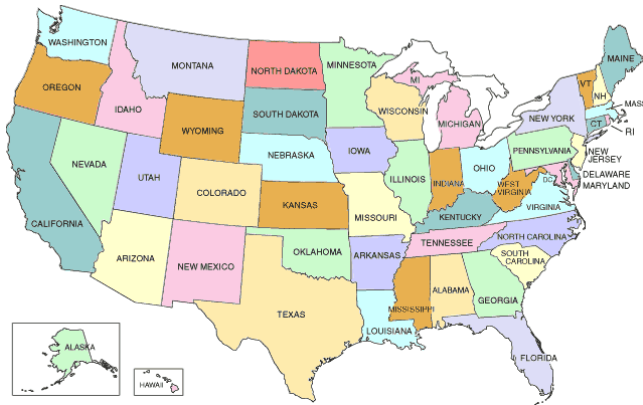 WASHINGTON
MONTANA
NORTH DAKOTA
MINNESOTA
MAINE
OREGON
IDAHO
WYOMING
SOUTH DAKOTA
WISCONSIN
MI
MICHIGAN
NEW YORK
VT
NH
MAS
CT
RI
NEVADA
UTAH
COLORADO
NEBRASKA
IOWA
ILLINOIS
INDIANA
OHIO
PENNSYLVANIA
NEW
JERSEY
DELAWARE
MARYLAND
DC
CALIFORNIA
KANSAS
MISSOURI
KENTUCKY
WEST
VIRGINIA
VIRGINIA
ARIZONA
NEW MEXICO
OKLAHOMA
ARKANSAS
TENNESSEE
NORTH CAROLINA
SOUTH
CAROLINA
TEXAS
LOUISIANA
MISSISSIPPI
ALABAMA
GEORGIA
FLORIDA
ALASKA
HAWAII